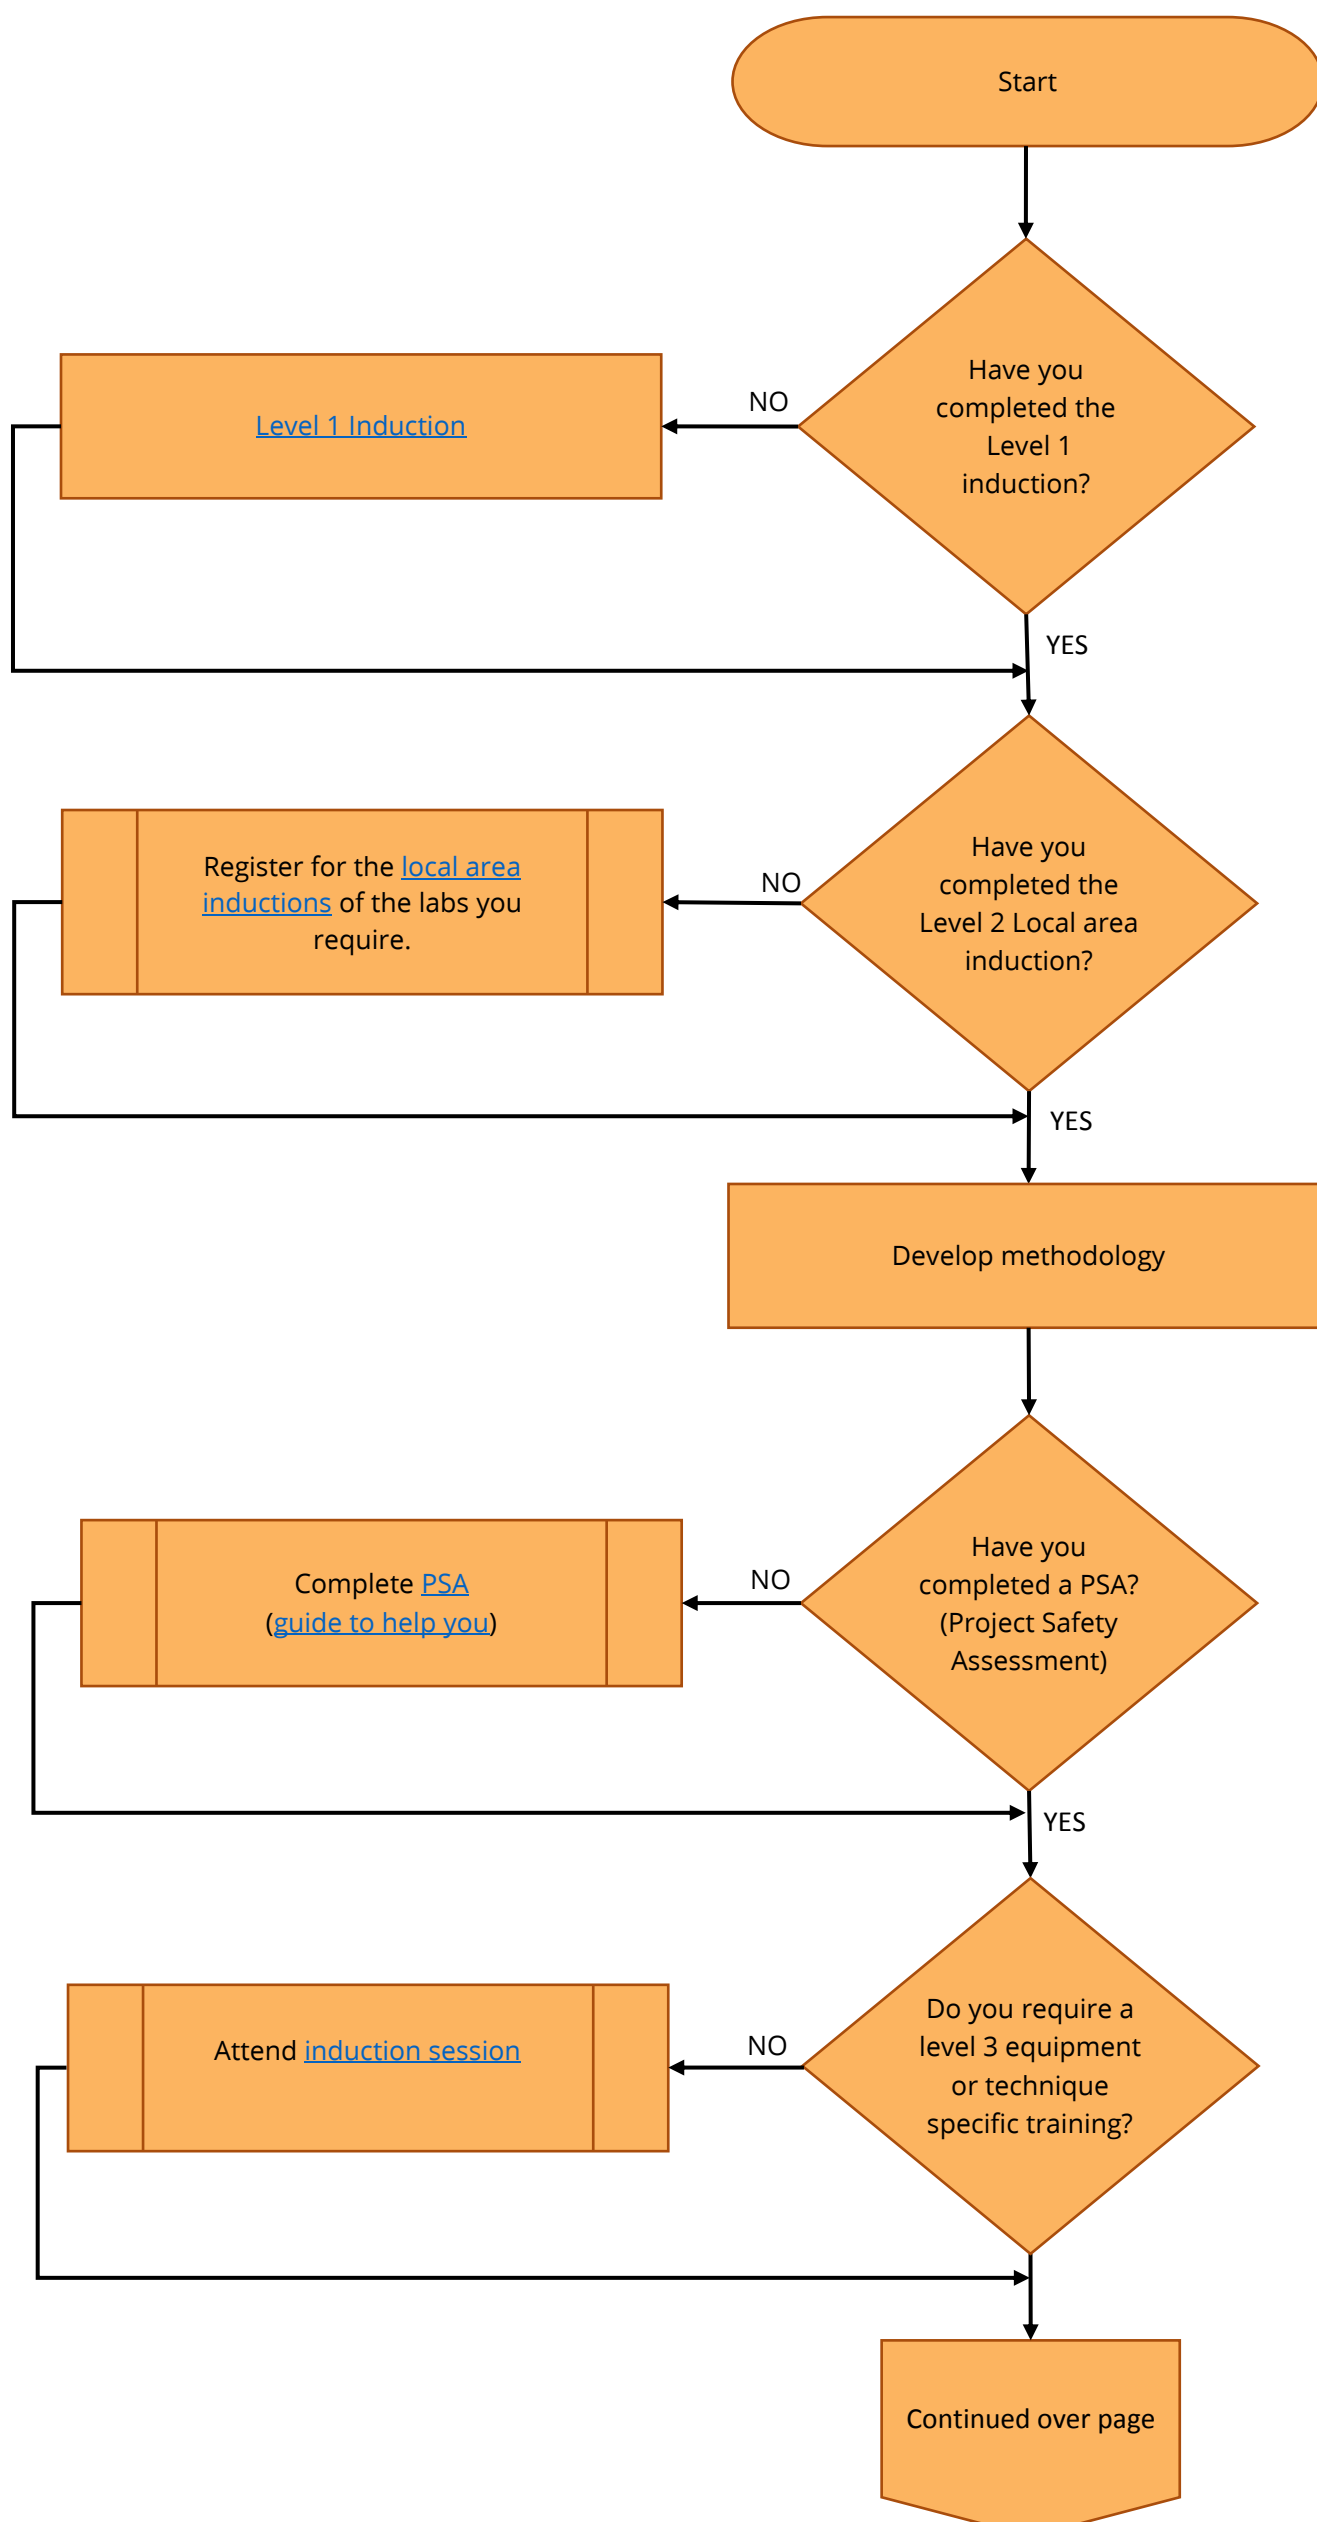 Start
Have you
completed the
Level 1
induction?
NO
Level 1 Induction
YES
Have you
completed the
Level 2 Local area
induction?
NO
Register for the local area
inductions of the labs you
require.
YES
Develop methodology
Have you
completed a PSA?
(Project Safety
Assessment)
NO
Complete PSA
(guide to help you)
YES
Do you require a
level 3 equipment
or technique
specific training?
NO
Attend induction session
Continued over page